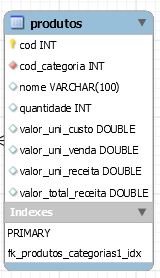 produtos
cod INT
cod_categoria INT
nome VARCHAR(100)
quantidade INT
valor_uni_custo DOUBLE
valor_uni_venda DOUBLE
valor_uni_receita DOUBLE
valor_total_receita DOUBLE
Indexes
PRIMARY
fk_produtos_categorias1_idx